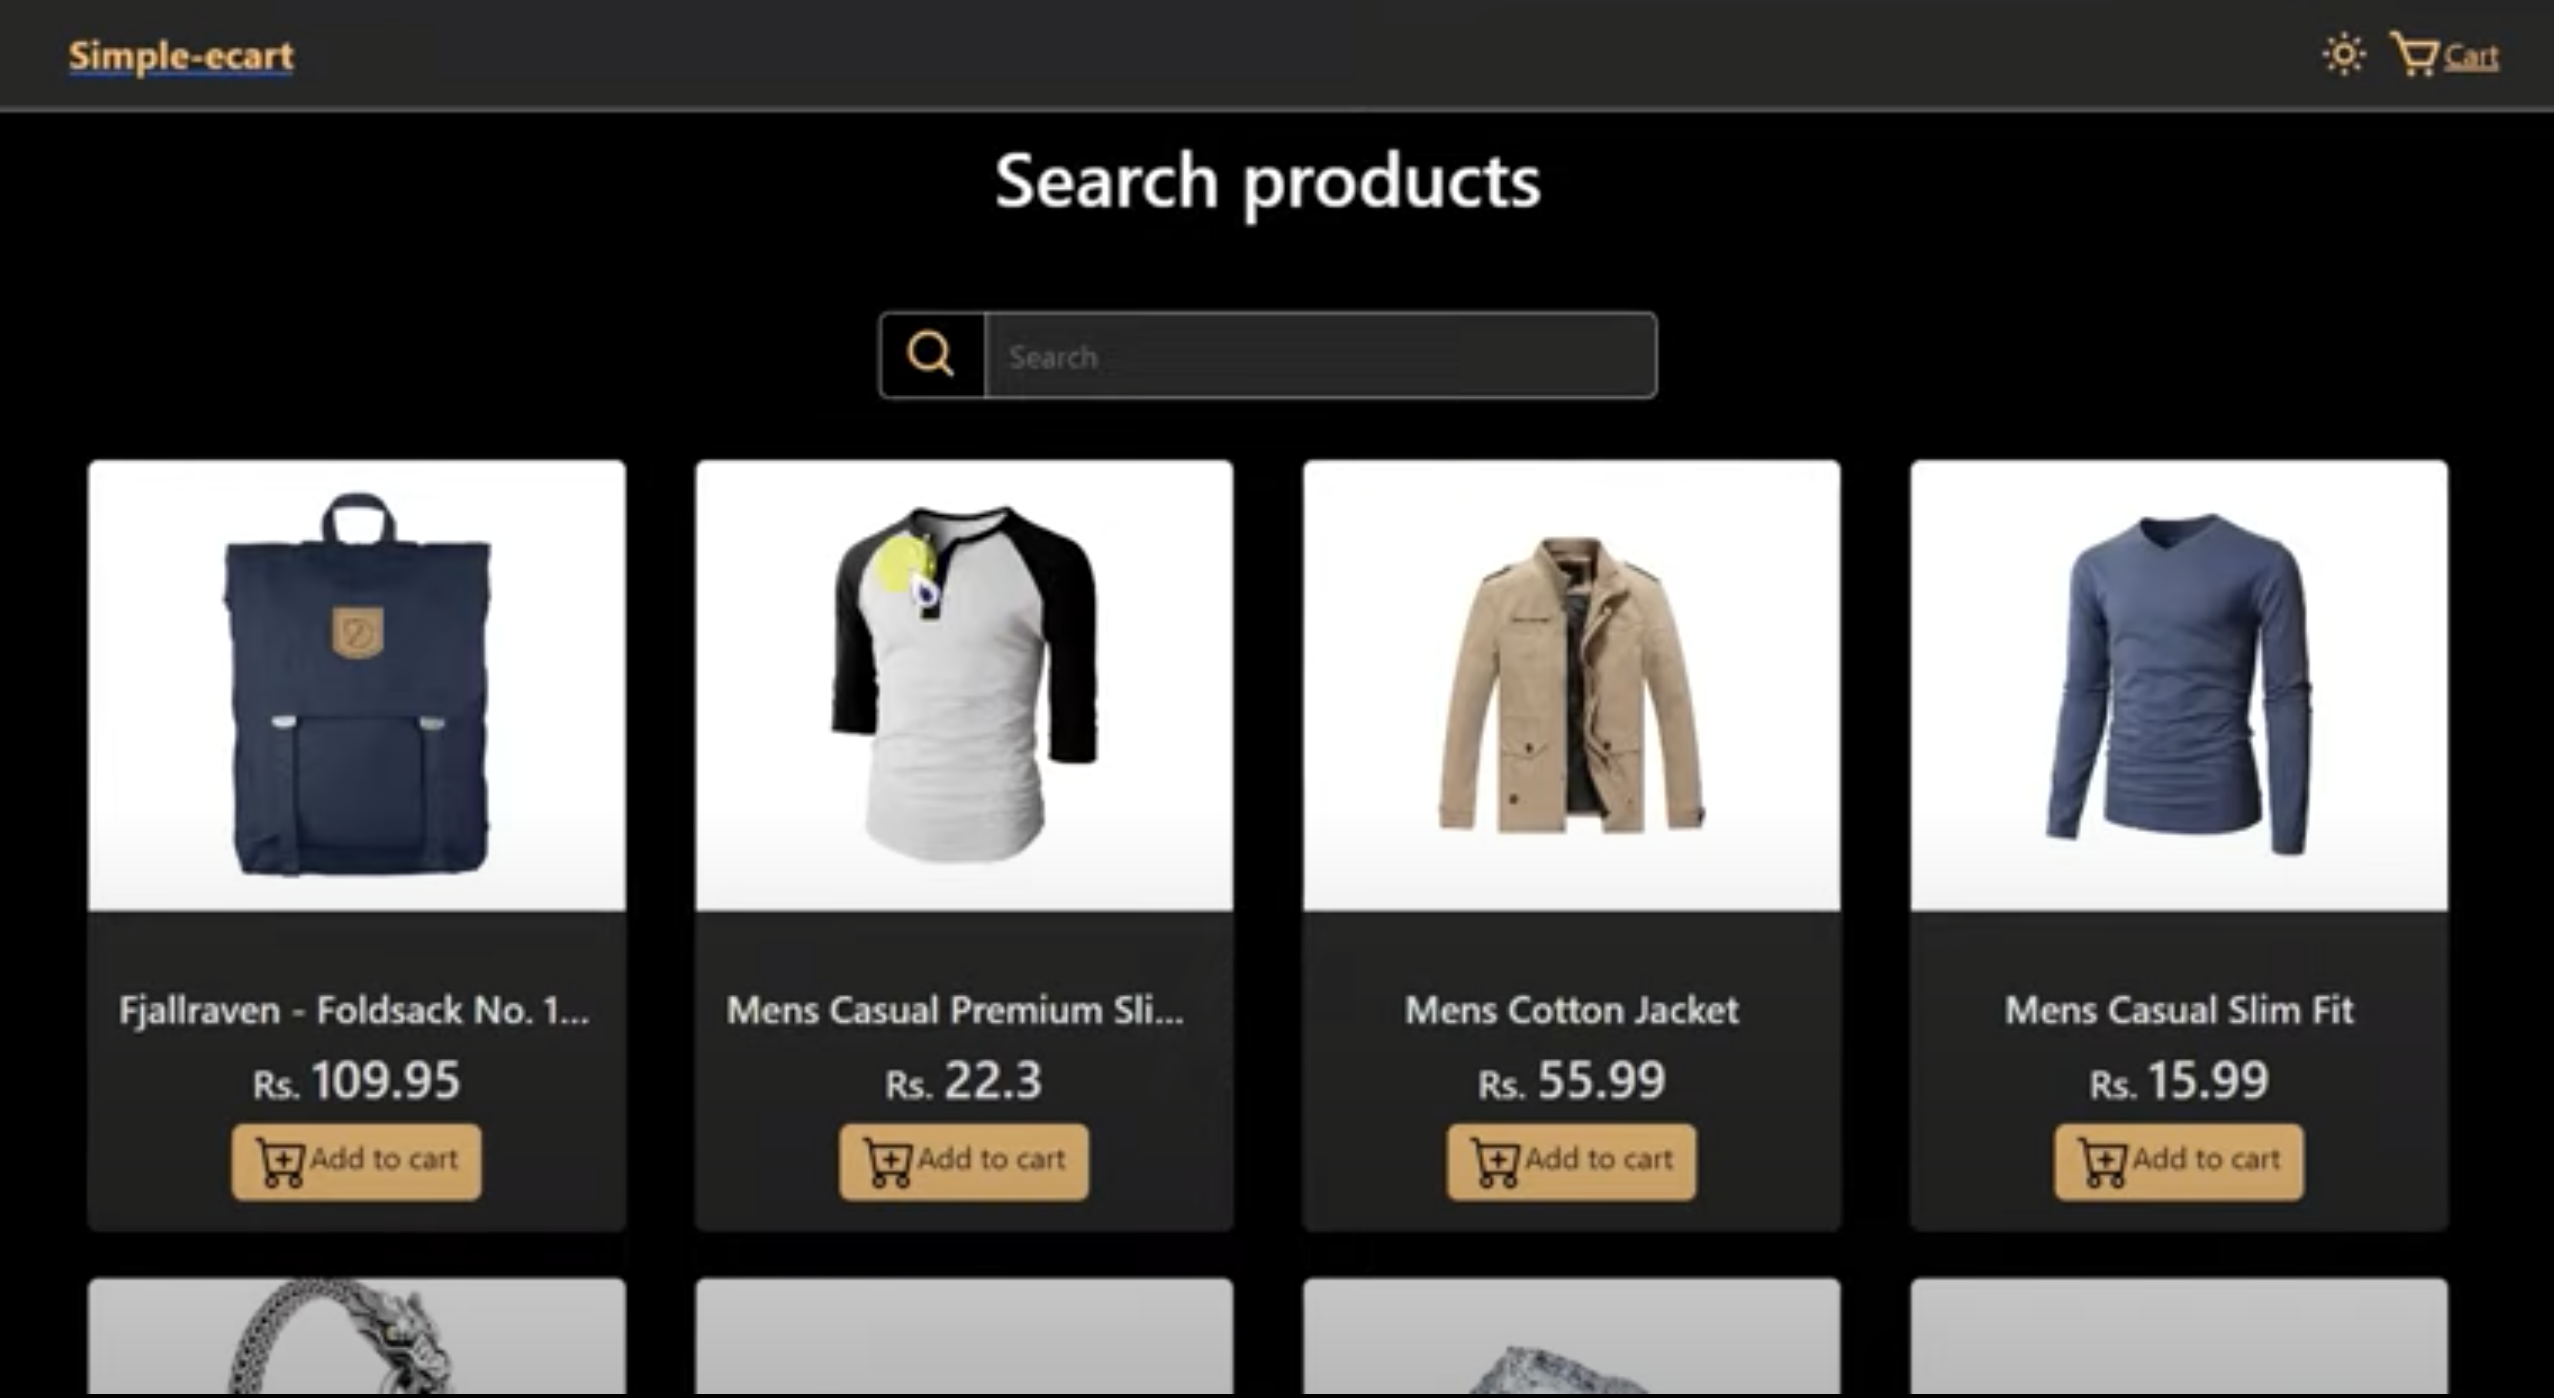 Simple-ecart
Cart
Search products
Search
Fjallraven - Foldsack No. 1...
Mens Casual Premium Sli...
Mens Cotton Jacket
Mens Casual Slim Fit
Rs. 109.95
Rs. 22.3
Rs. 55.99
Rs. 15.99
Add to cart
Add to cart
Add to cart
Add to cart